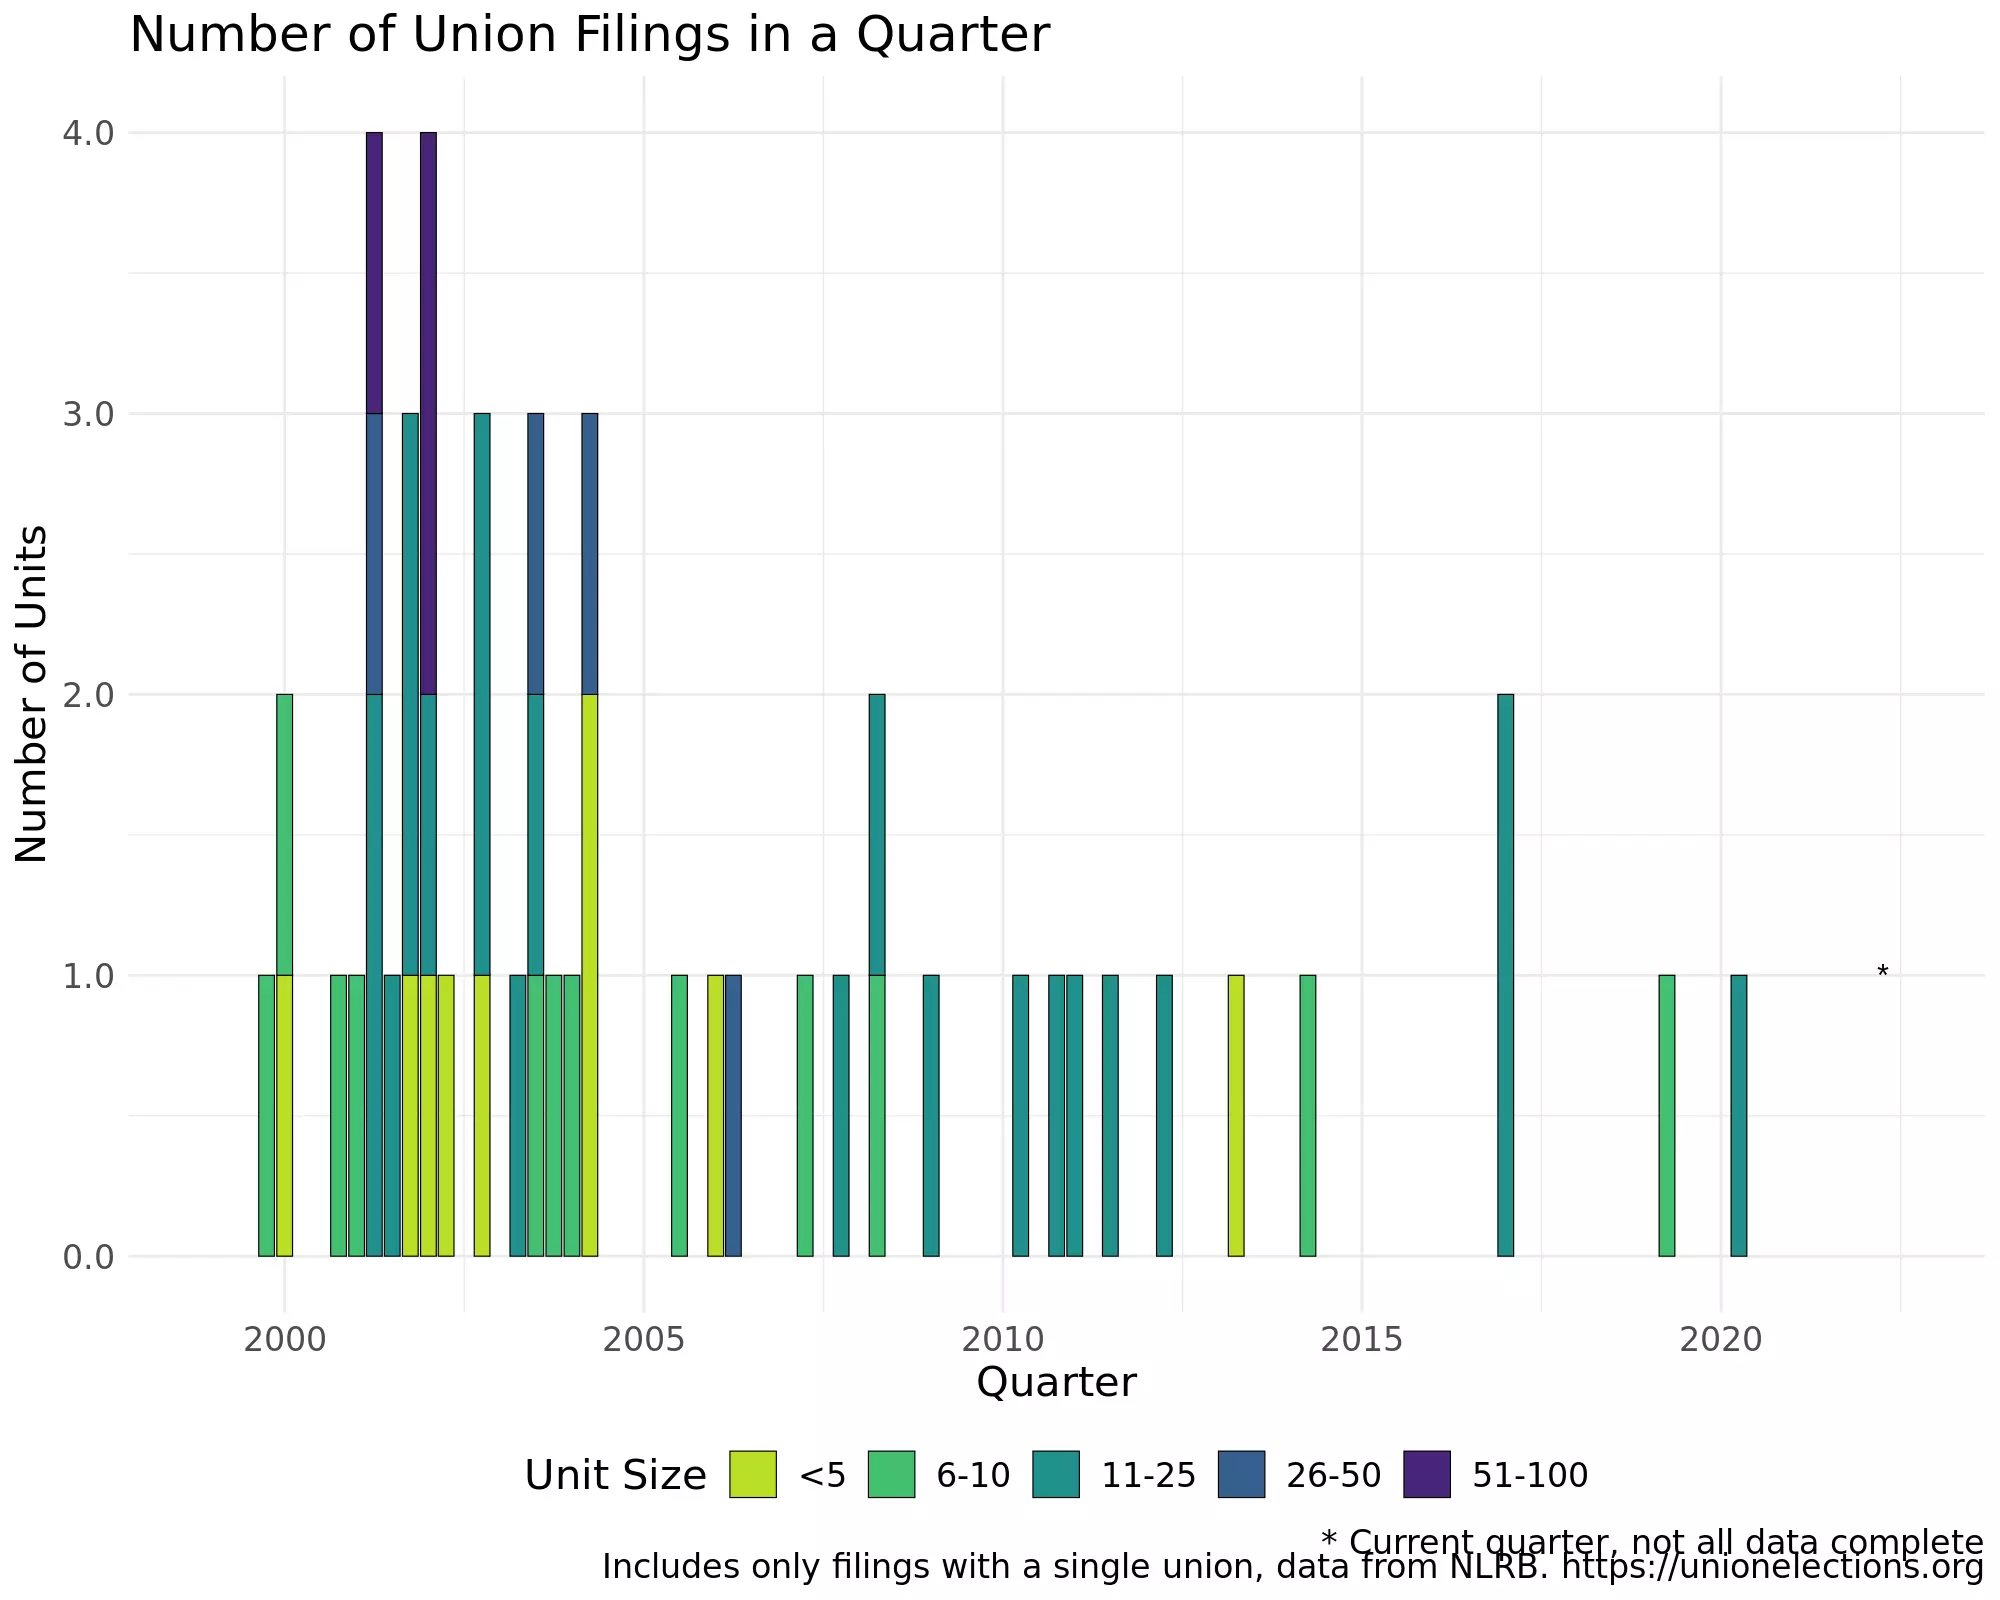 Number of Union Filings in a Quarter
4.0
3.0
2.0
1.0
0.0
Number of Units
*
2000 2005 2010 2015 2020
Quarter
Unit Size <5 6-10 11-25 26-50 51-100
* Current quarter, not all data complete
Includes only filings with a single union, data from NLRB. https://unionelections.org